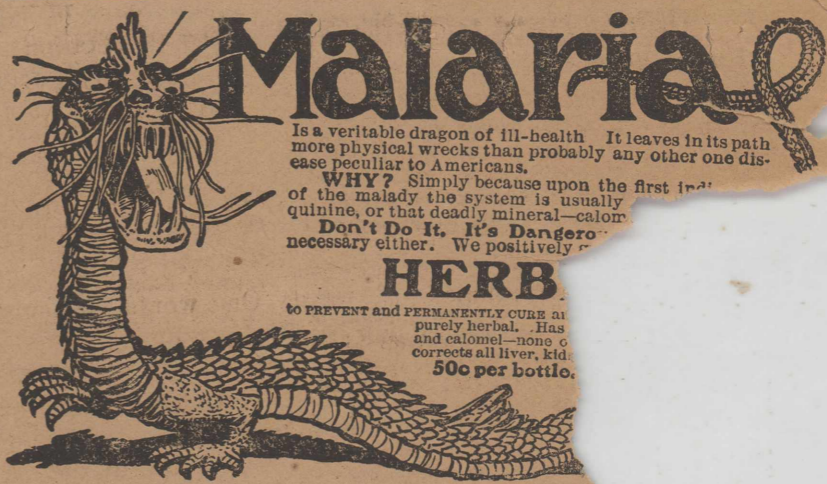 Malaria
Is a veritable dragon of ill-health It leaves in its path
more physical wrecks than probably any other one dis-
ease peculiar to Americans.
WHY? Simply because upon the first
of the malady the system is usually
quinine, or that deadly mineral—calom
Don't Do It. It's Dangero
necessary either. We positively
HERB
to PREVENT and PERMANENTLY CURE
purely herbal. Has
and calomel—none
corrects all liver, kid
50c per bottle.